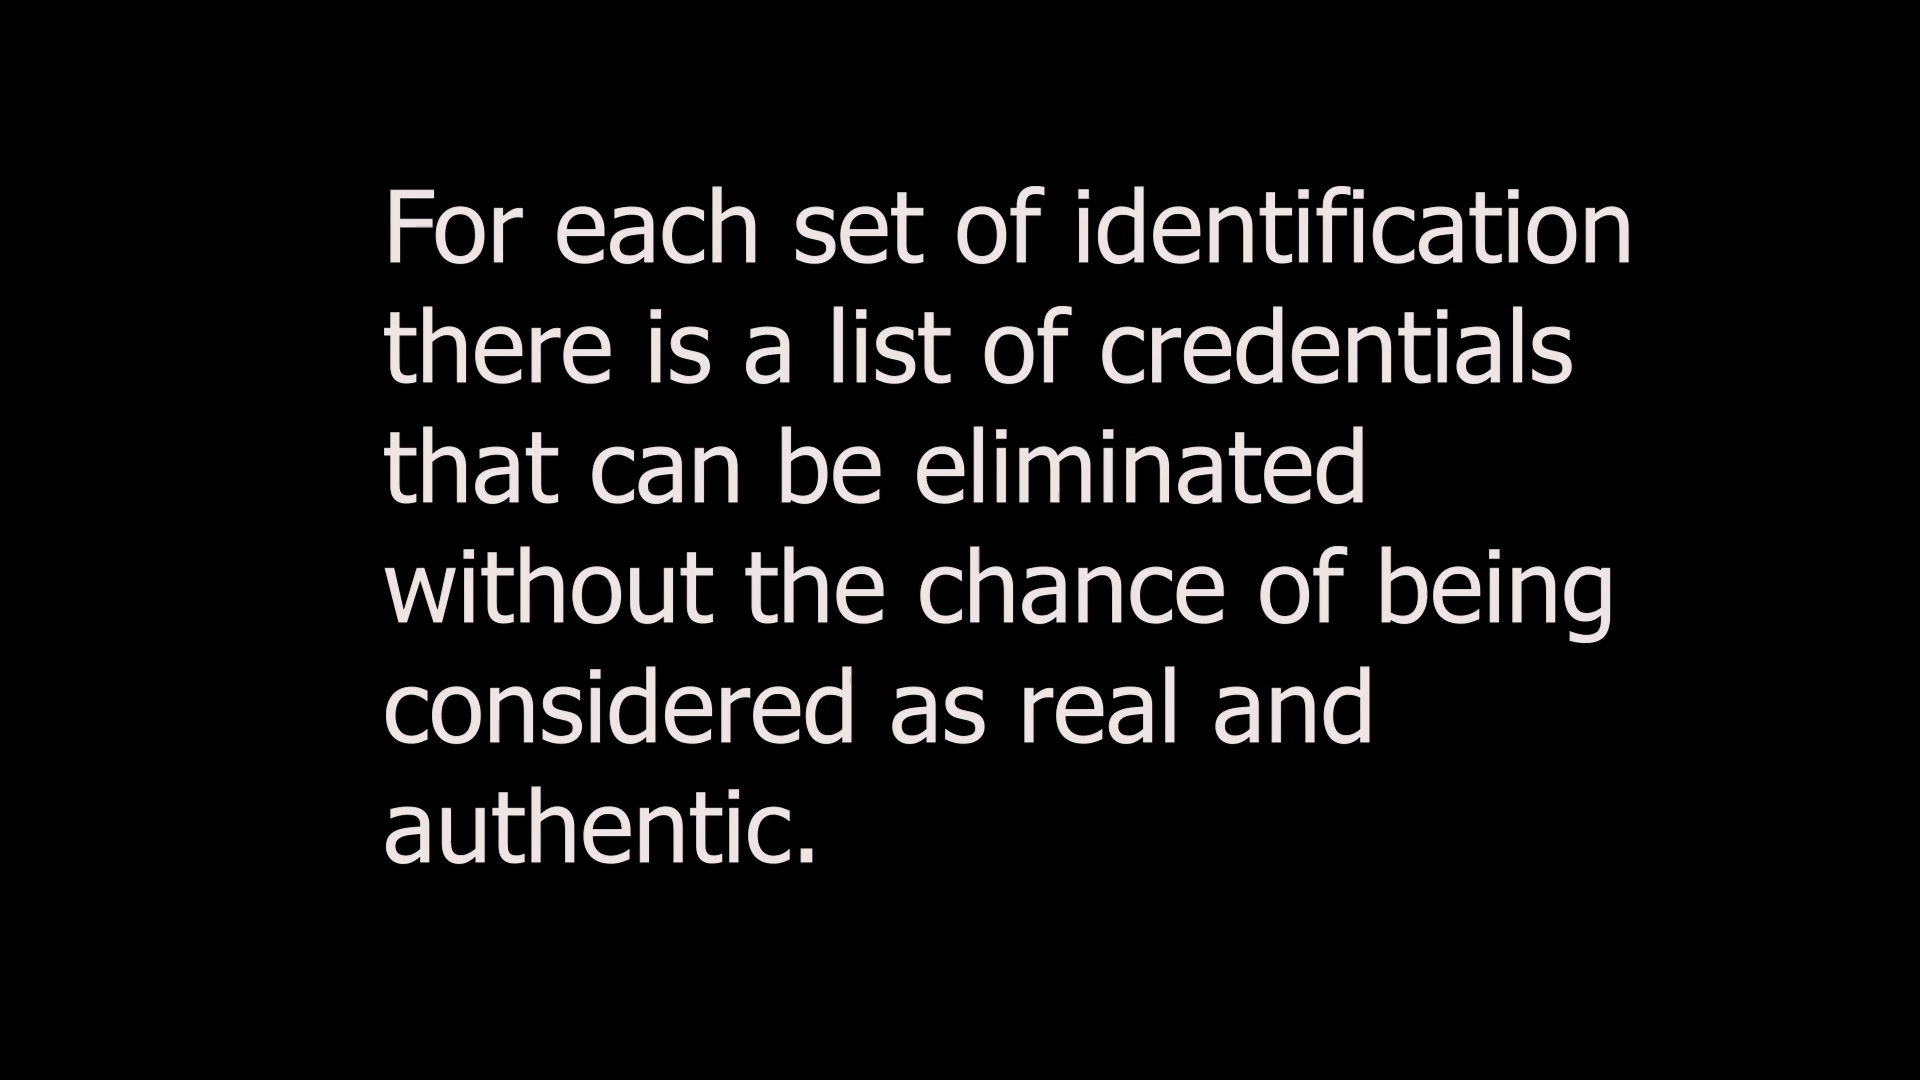 For each set of identification
there is a list of credentials
that can be eliminated
without the chance of being
considered as real and
authentic.